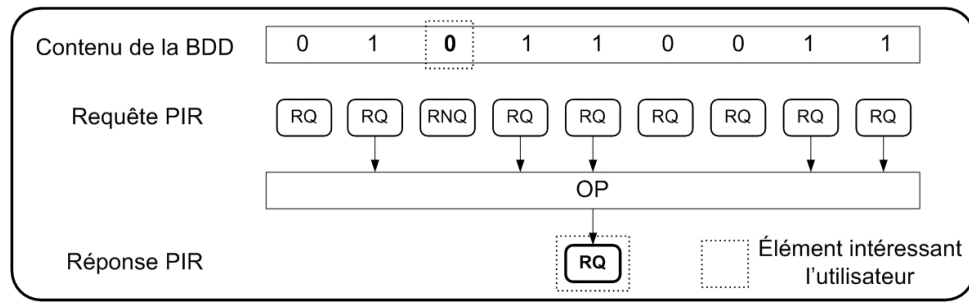 Contenu de la BDD 0 1 0 1 1 0 0 1 1
Requête PIR RQ RQ RNQ RQ RQ RQ RQ RQ RQ
OP
Réponse PIR RQ Élément intéressant
l'utilisateur